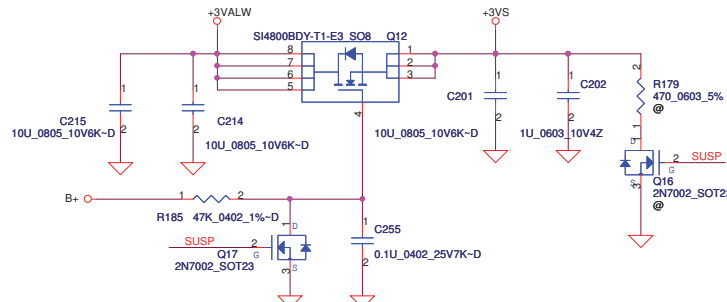 +3VALW
+3VS
SI4800BDY-T1-E3_SO8
Q12
8
7
6
5
1
2
3
4
1
2
C215
10U_0805_10V6K~D
1
2
C214
10U_0805_10V6K~D
1
2
C201
10U_0805_10V6K~D
1
2
C202
1U_0603_10V4Z
2
1
R179
470_0603_5%
@
1
D
2
G
S
3
SUSP
Q16
2N7002_SOT23
@
B+
1
2
R185
47K_0402_1%~D
1
D
SUSP
2
G
S
3
Q17
2N7002_SOT23
1
2
C255
0.1U_0402_25V7K~D